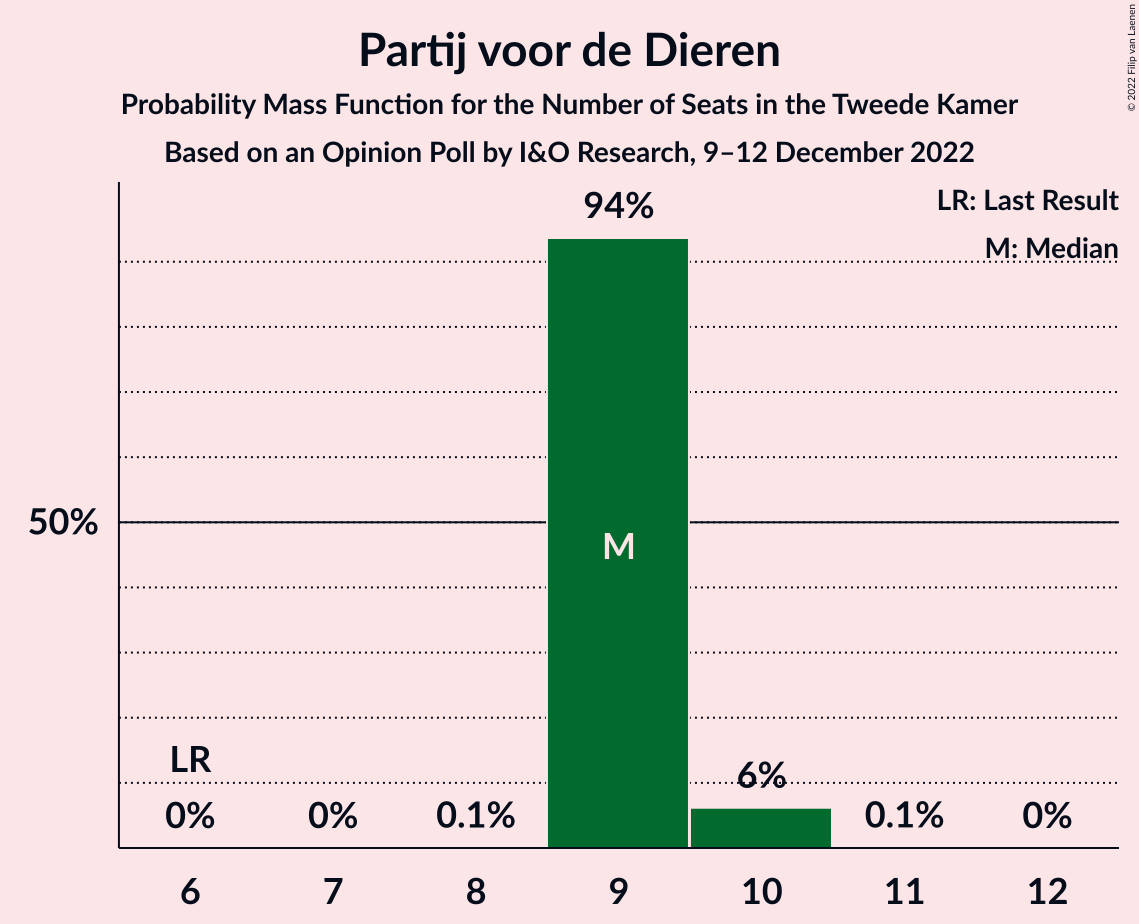 Partij voor de Dieren
Probability Mass Function for the Number of Seats in the Tweede Kamer
Based on an Opinion Poll by I&O Research, 9–12 December 2022
© 2022 Filip van Laenen
LR: Last Result
M: Median
94%
50%
M
LR
6%
0% 0% 0.1% 0.1% 0%
6 7 8 9 10 11 12